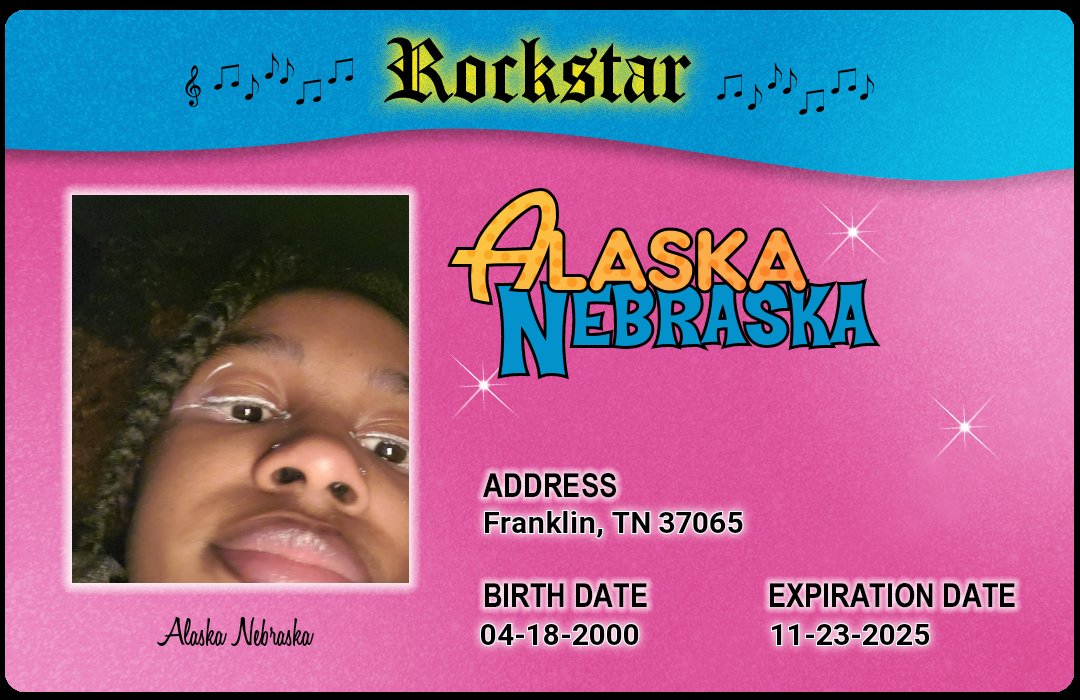 Rockstar
ALASKA
NEBRASKA
ADDRESS
Franklin, TN 37065
BIRTH DATE
EXPIRATION DATE
04-18-2000
11-23-2025
Alaska Nebraska